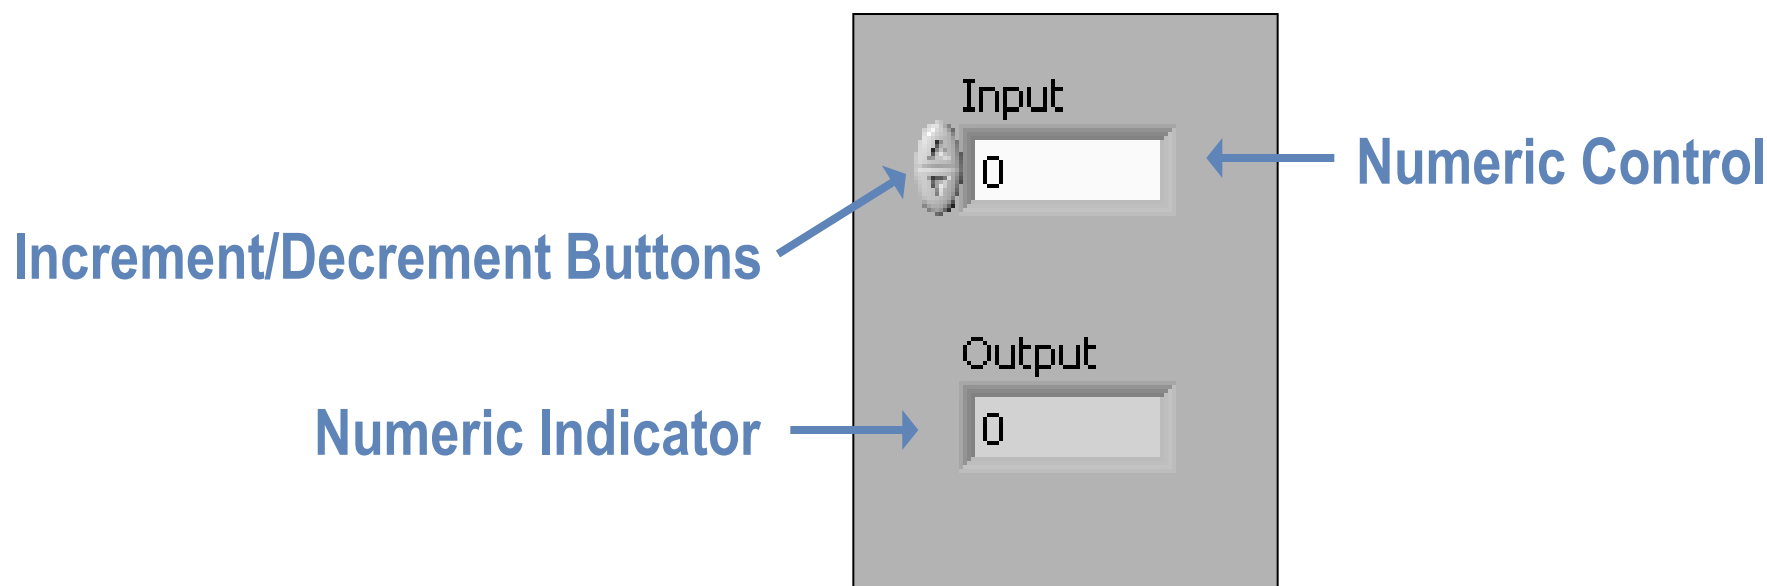 Input
0
Numeric Control
Increment/Decrement Buttons
Output
0
Numeric Indicator